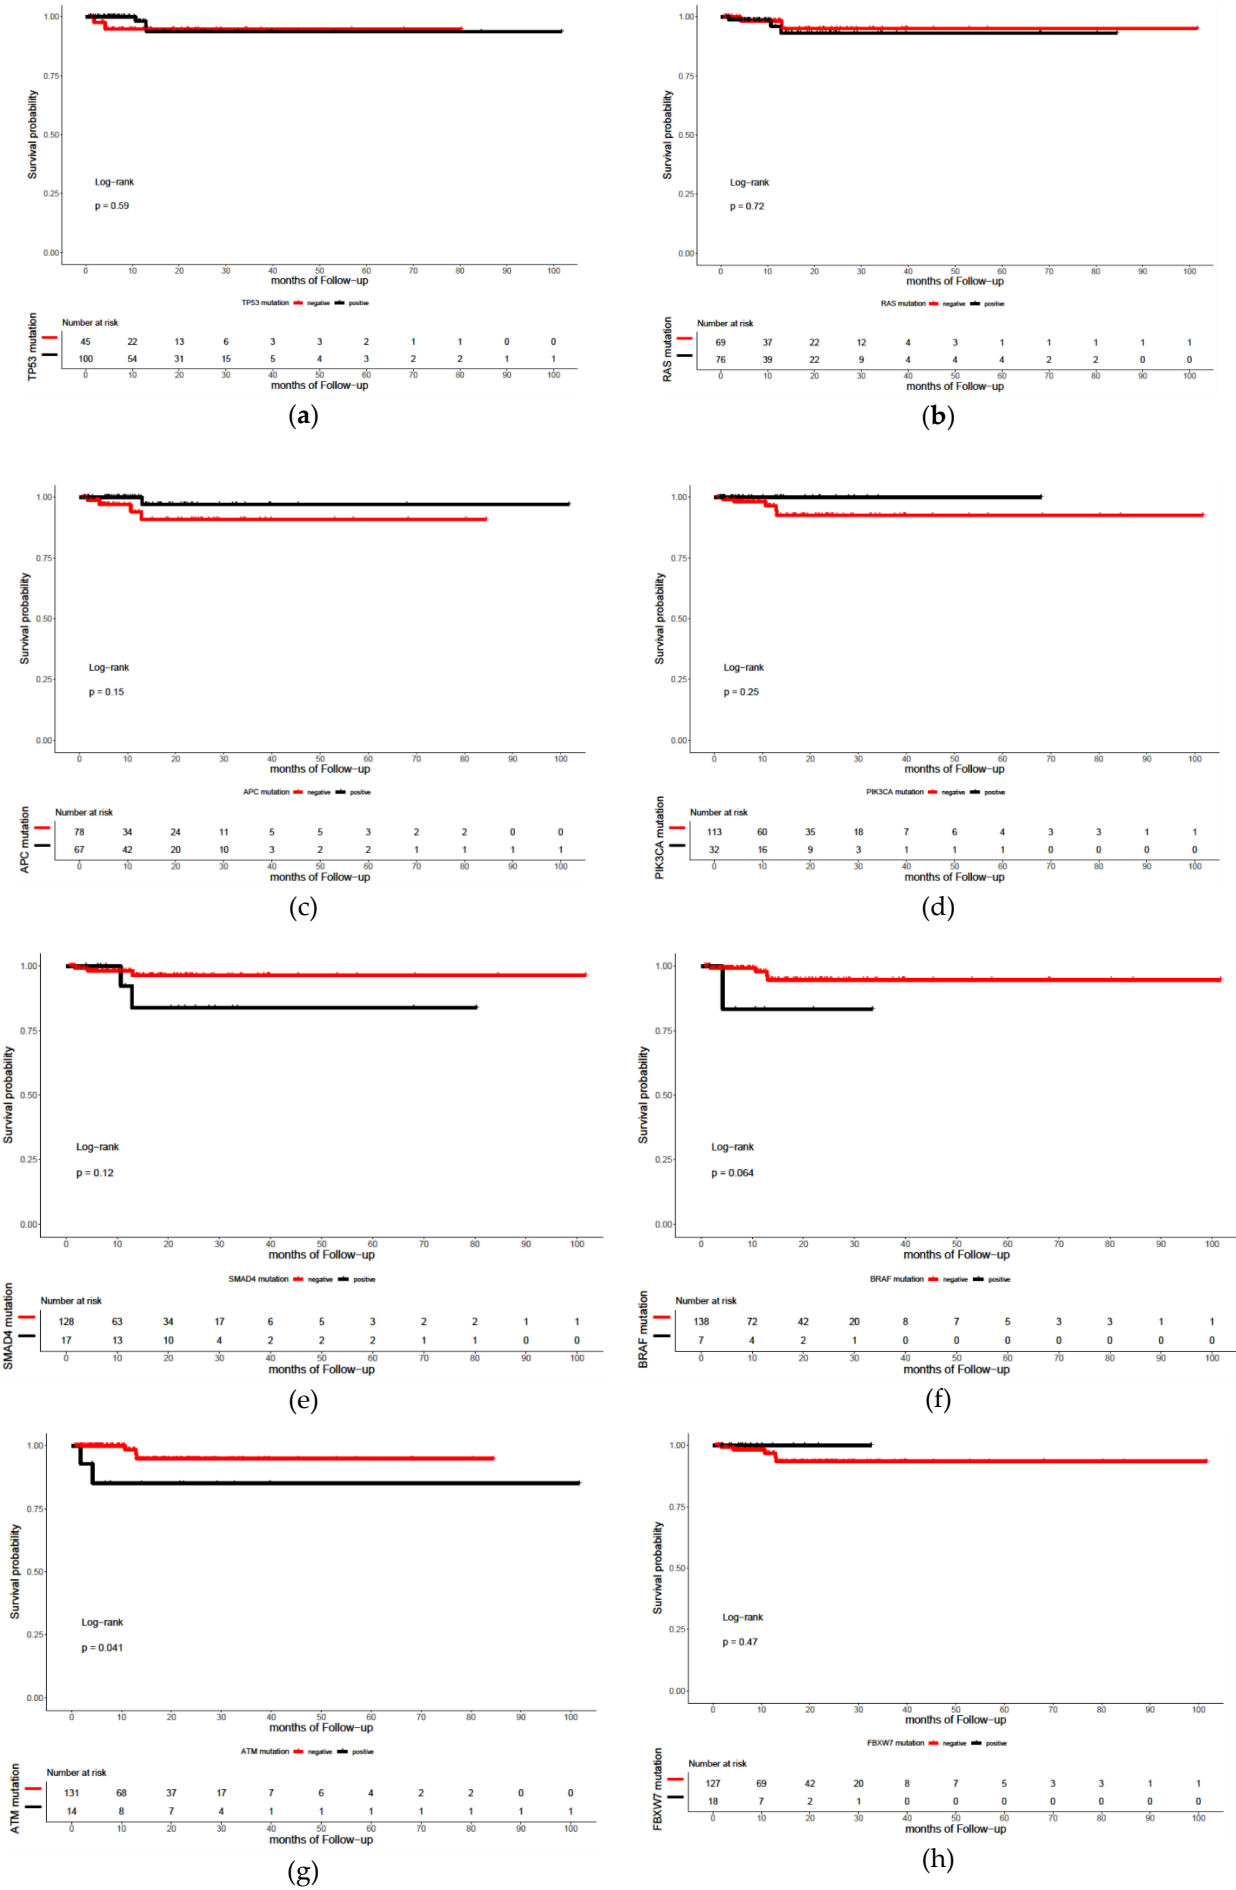 1.00
0.75
0.50
0.25
0.00
Survival probability
Log-rank
p = 0.59
0 10 20 30 40 50 60 70 80 90 100
months of Follow-up
TP53 mutation negative positive
Number at risk
TP53 mutation
45 22 13 6 3 3 2 1 1 0 0
100 54 31 15 5 4 3 2 2 1 1
0 10 20 30 40 50 60 70 80 90 100
months of Follow-up
(a)
1.00
0.75
0.50
0.25
0.00
Survival probability
Log-rank
p = 0.72
0 10 20 30 40 50 60 70 80 90 100
months of Follow-up
RAS mutation negative positive
Number at risk
RAS mutation
69 37 22 12 4 3 1 1 1 1 1
76 39 22 9 4 4 4 2 2 0 0
0 10 20 30 40 50 60 70 80 90 100
months of Follow-up
(b)
1.00
0.75
0.50
0.25
0.00
Survival probability
Log-rank
p = 0.15
0 10 20 30 40 50 60 70 80 90 100
months of Follow-up
APC mutation negative positive
Number at risk
APC mutation
78 34 24 11 5 5 3 2 2 0 0
67 42 20 10 3 2 2 1 1 1 1
0 10 20 30 40 50 60 70 80 90 100
months of Follow-up
(c)
1.00
0.75
0.50
0.25
0.00
Survival probability
Log-rank
p = 0.25
0 10 20 30 40 50 60 70 80 90 100
months of Follow-up
PIK3CA mutation negative positive
Number at risk
PIK3CA mutation
113 60 35 18 7 6 4 3 3 1 1
32 16 9 3 1 1 1 0 0 0 0
0 10 20 30 40 50 60 70 80 90 100
months of Follow-up
(d)
1.00
0.75
0.50
0.25
0.00
Survival probability
Log-rank
p = 0.12
0 10 20 30 40 50 60 70 80 90 100
months of Follow-up
SMAD4 mutation negative positive
Number at risk
SMAD4 mutation
128 63 34 17 6 5 3 2 2 1 1
17 13 10 4 2 2 2 1 1 0 0
0 10 20 30 40 50 60 70 80 90 100
months of Follow-up
(e)
1.00
0.75
0.50
0.25
0.00
Survival probability
Log-rank
p = 0.064
0 10 20 30 40 50 60 70 80 90 100
months of Follow-up
BRAF mutation negative positive
Number at risk
BRAF mutation
138 72 42 20 8 7 5 3 3 1 1
7 4 2 1 0 0 0 0 0 0 0
0 10 20 30 40 50 60 70 80 90 100
months of Follow-up
(f)
1.00
0.75
0.50
0.25
0.00
Survival probability
Log-rank
p = 0.041
0 10 20 30 40 50 60 70 80 90 100
months of Follow-up
ATM mutation negative positive
Number at risk
ATM mutation
131 68 37 17 7 6 4 2 2 0 0
14 8 7 4 1 1 1 1 1 1 1
0 10 20 30 40 50 60 70 80 90 100
months of Follow-up
(g)
1.00
0.75
0.50
0.25
0.00
Survival probability
Log-rank
p = 0.47
0 10 20 30 40 50 60 70 80 90 100
months of Follow-up
FBXW7 mutation negative positive
Number at risk
FBXW7 mutation
127 69 42 20 8 7 5 3 3 1 1
18 7 2 1 0 0 0 0 0 0 0
0 10 20 30 40 50 60 70 80 90 100
months of Follow-up
(h)